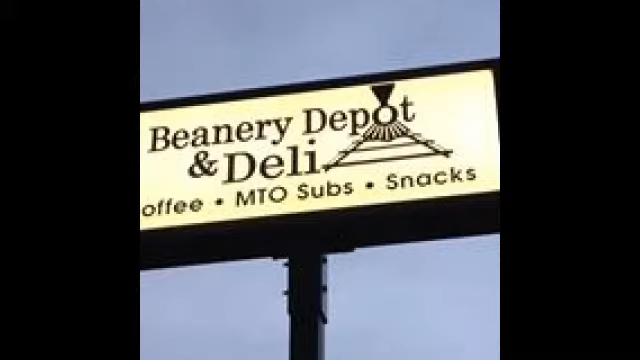 Beanery Depot
& Deli
offee • MTO Subs • Snacks